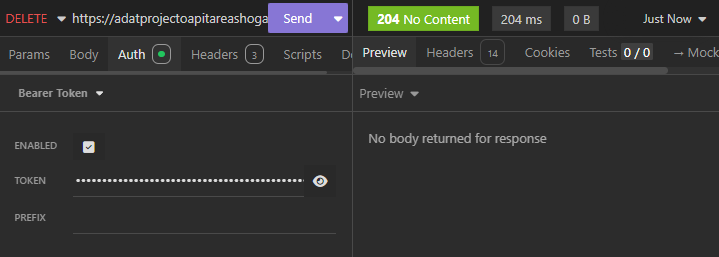 DELETE https://adatprojectoapitareashoga Send 204 No Content 204 ms 0 B Just Now
Params Body Auth Headers 3 Scripts Do Preview Headers 14 Cookies Tests 0 / 0 → Mock
Bearer Token Preview
ENABLED No body returned for response
TOKEN ••••••••••••••••••••••••••••••••••••••
PREFIX